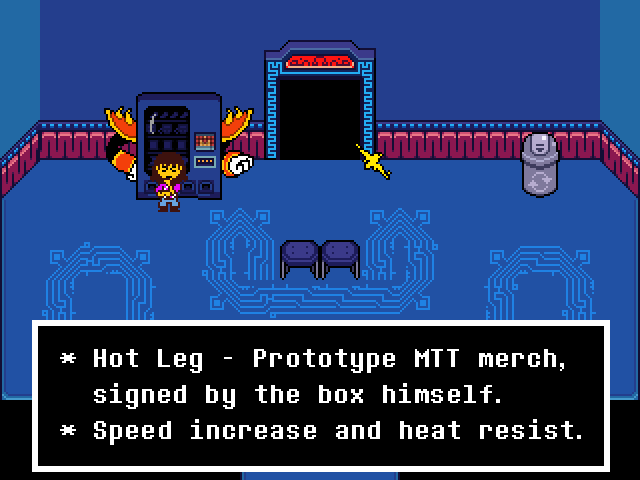 * Hot Leg - Prototype MTT merch,
signed by the box himself.
* Speed increase and heat resist.